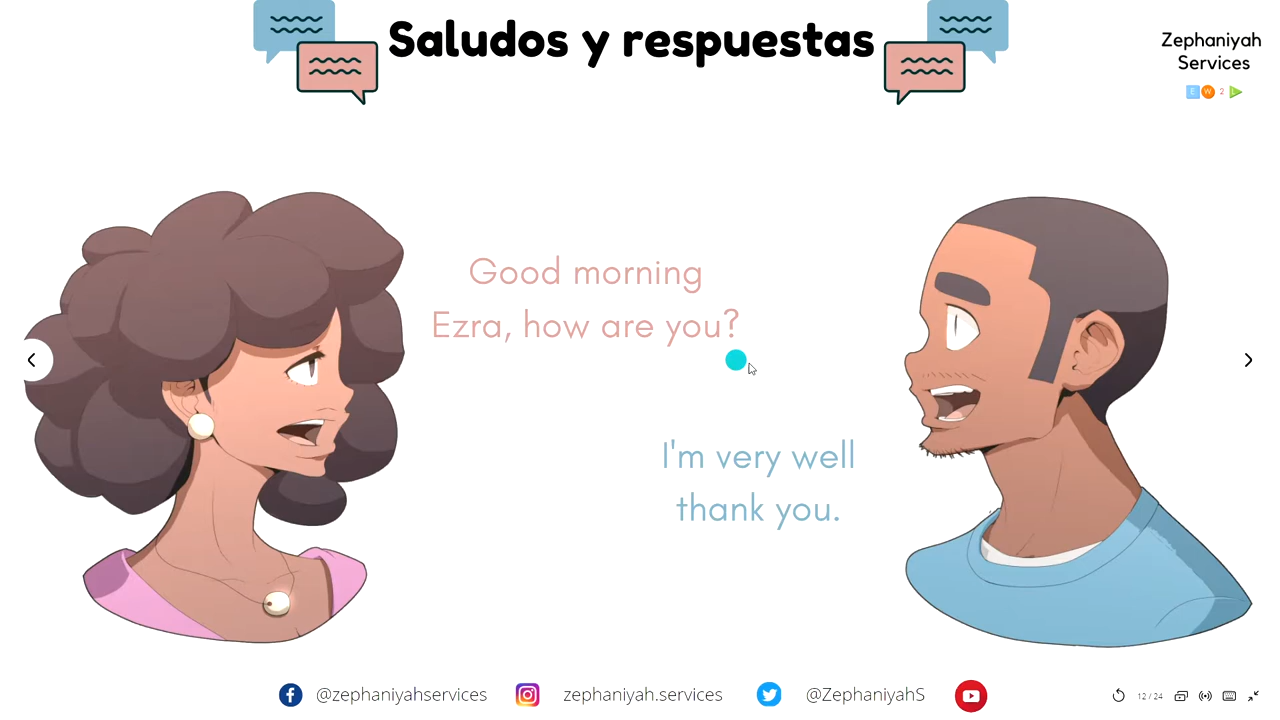 Saludos y respuestas
Zephaniyah
Services
E W 2 L
Good morning
Ezra, how are you?
I'm very well
thank you.
@zephaniyahservices zephaniyah.services @ZephaniyahS
12 / 24